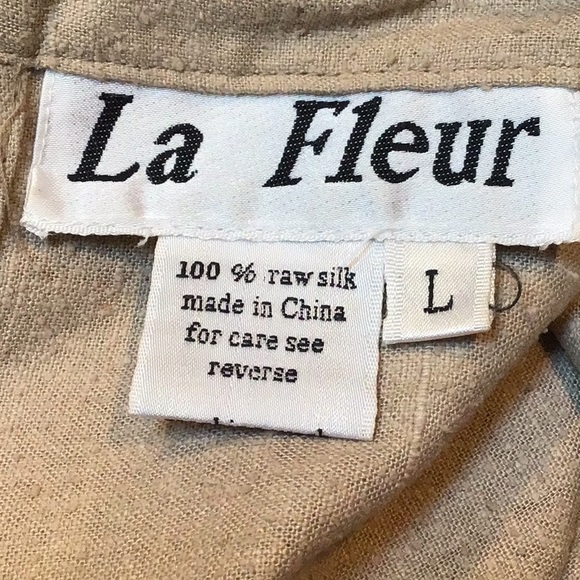 La Fleur
100 % raw silk
made in China
for care see
reverse
L